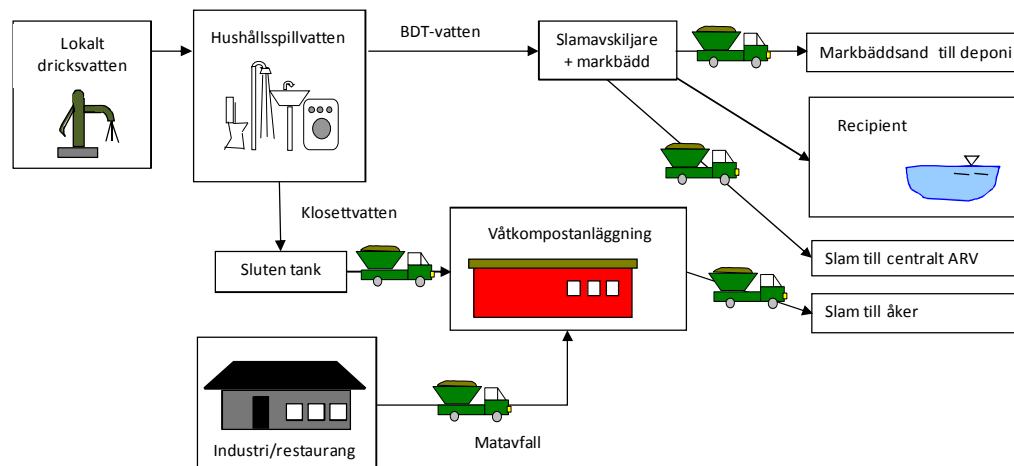 Lokalt
dricksvatten
Hushållsspillvatten
BDT-vatten
Slamavskiljare
+ markbädd
Markbäddsand till deponi
Recipient
Klosettvatten
Sluten tank
Våtkompostanläggning
Slam till centralt ARV
Slam till åker
Industri/restaurang
Matavfall